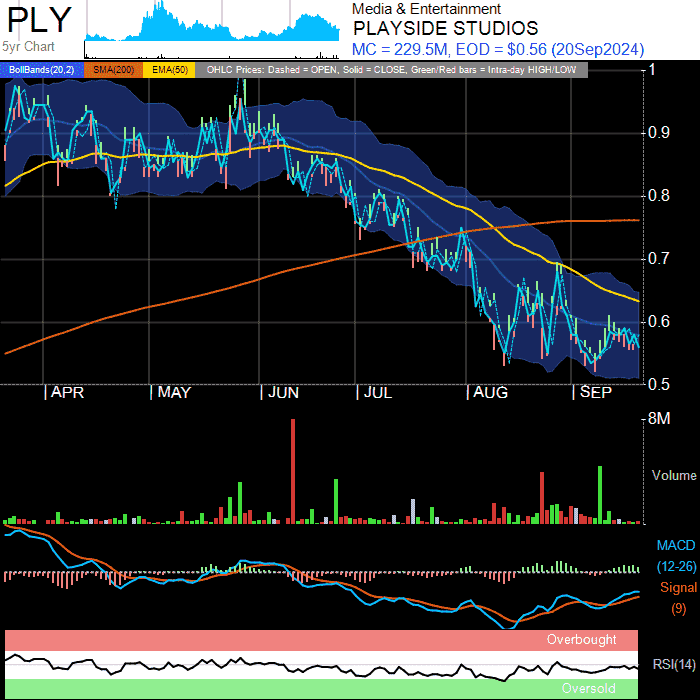 PLY
5yr Chart
Media & Entertainment
PLAYSIDE STUDIOS
MC = 229.5M, EOD = $0.56 (20Sep2024)
BollBands(20,2) SMA(200) EMA(50) OHLC Prices: Dashed = OPEN, Solid = CLOSE, Green/Red bars = Intra-day HIGH/LOW
1
0.9
0.8
0.7
0.6
0.5
| APR | MAY | JUN | JUL | AUG | SEP
8M
Volume
MACD
(12-26)
Signal
(9)
Overbought
RSI(14)
Oversold